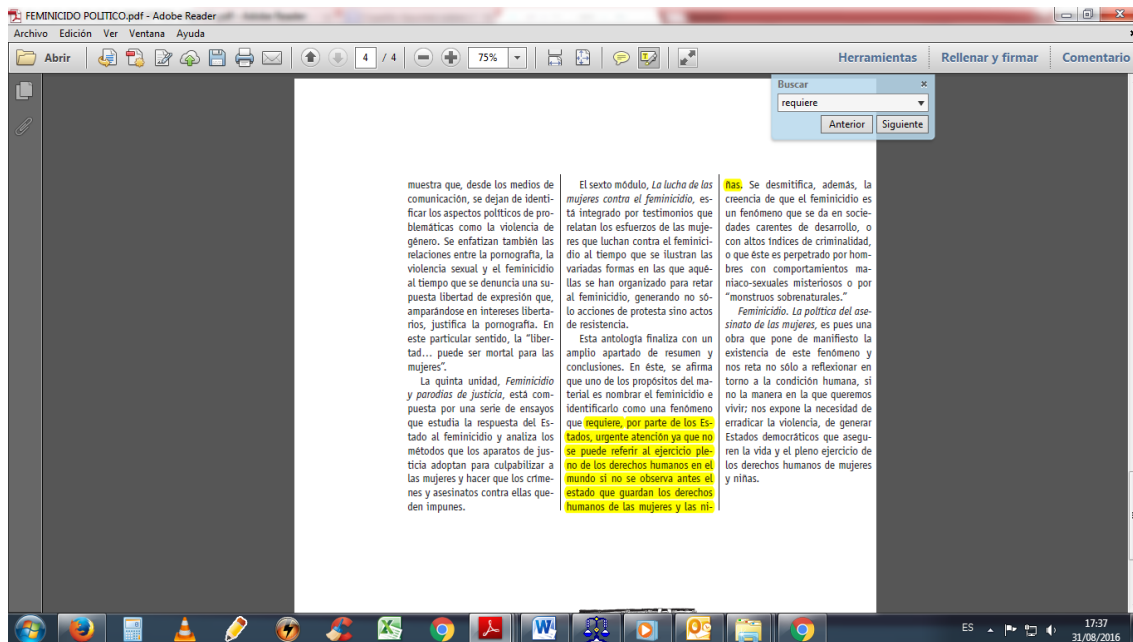 FEMINICIDO POLITICO.pdf - Adobe Reader
Archivo Edición Ver Ventana Ayuda
Abrir
4 / 4
75%
Herramientas
Rellenar y firmar
Comentario
Buscar
requiere
Anterior
Siguiente
muestra que, desde los medios de
comunicación, se dejan de identi-
ficar los aspectos políticos de pro-
blemáticas como la violencia de
género. Se enfatizan también las
relaciones entre la pornografía, la
violencia sexual y el feminicidio
al tiempo que se denuncia una su-
puesta libertad de expresión que,
amparándose en intereses liberta-
rios, justifica la pornografía. En
este particular sentido, la "liber-
tad... puede ser mortal para las
mujeres".
La quinta unidad, Feminicidio
y parodias de justicia, está com-
puesta por una serie de ensayos
que estudia la respuesta del Es-
tado al feminicidio y analiza los
métodos que los aparatos de jus-
ticia adoptan para culpabilizar a
las mujeres y hacer que los críme-
nes y asesinatos contra ellas que-
den impunes.
El sexto módulo, La lucha de las
mujeres contra el feminicidio, es-
tá integrado por testimonios que
relatan los esfuerzos de las muje-
res que luchan contra el feminici-
dio al tiempo que se ilustran las
variadas formas en las que aqué-
llas se han organizado para retar
al feminicidio, generando no só-
lo acciones de protesta sino actos
de resistencia.
Esta antología finaliza con un
amplio apartado de resumen y
conclusiones. En éste, se afirma
que uno de los propósitos del ma-
terial es nombrar el feminicidio e
identificarlo como una fenómeno
que requiere, por parte de los Es-
tados, urgente atención ya que no
se puede referir al ejercicio ple-
no de los derechos humanos en el
mundo si no se observa antes el
estado que guardan los derechos
humanos de las mujeres y las ni-
ñas. Se desmitifica, además, la
creencia de que el feminicidio es
un fenómeno que se da en socie-
dades carentes de desarrollo, o
con altos índices de criminalidad,
o que éste es perpetrado por hom-
bres con comportamientos ma-
niaco-sexuales misteriosos o por
"monstruos sobrenaturales."
Feminicidio. La política del ase-
sinato de las mujeres, es pues una
obra que pone de manifiesto la
existencia de este fenómeno y
nos reta no sólo a reflexionar en
torno a la condición humana, si
no la manera en la que queremos
vivir; nos expone la necesidad de
erradicar la violencia, de generar
Estados democráticos que asegu-
ren la vida y el pleno ejercicio de
los derechos humanos de mujeres
y niñas.
ES
17:37
31/08/2016